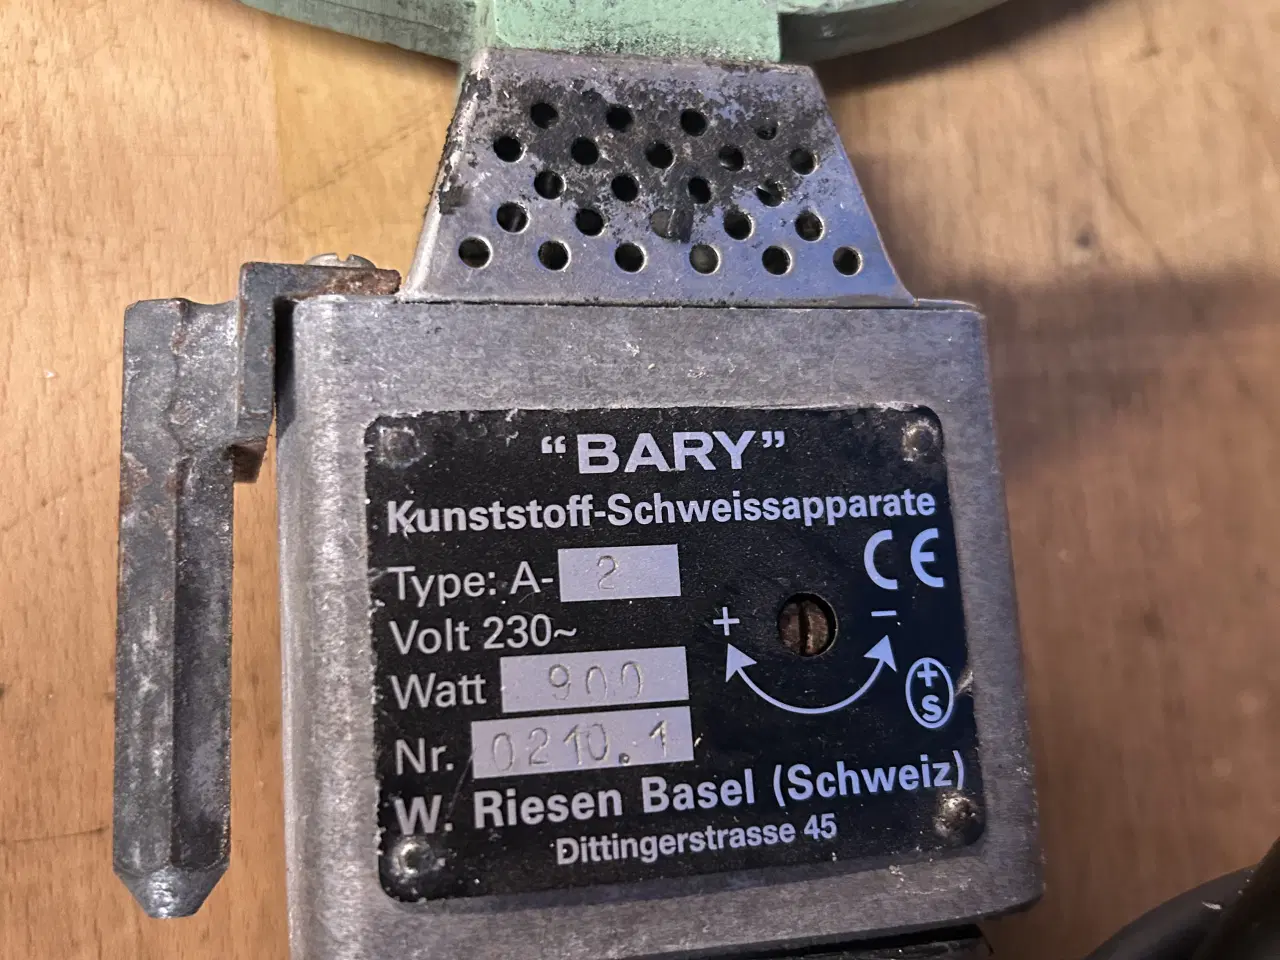 “BARY”
Kunststoff-Schweissapparate
CE
Type: A- 2
Volt 230~
+ −
Watt 900
+
S
Nr. 0210.1
W. Riesen Basel (Schweiz)
Dittingerstrasse 45